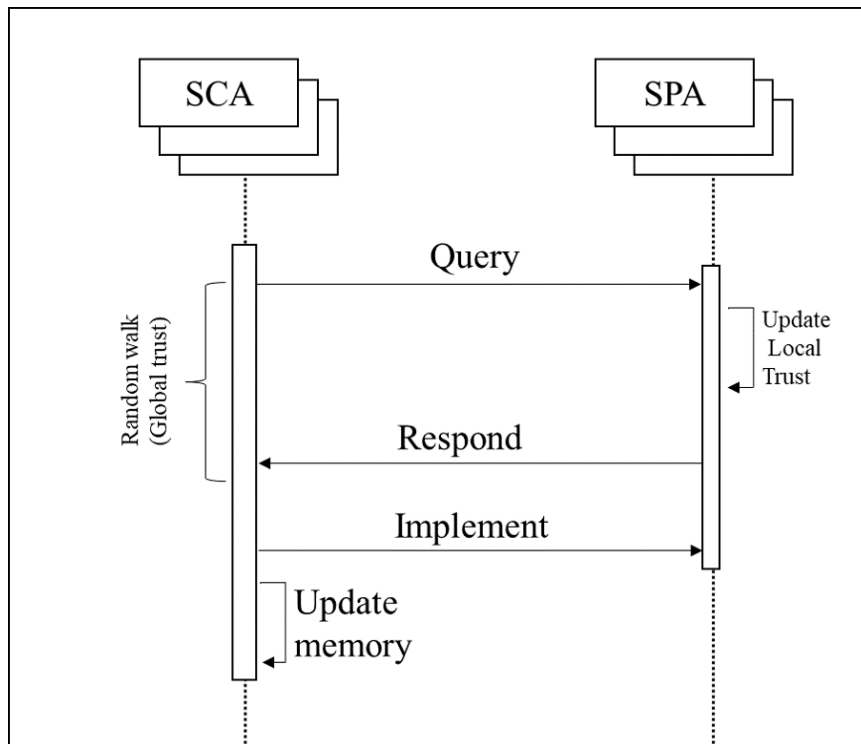 SCA
SPA
Query
Update
Local
Trust
Random walk
(Global trust)
Respond
Implement
Update
memory